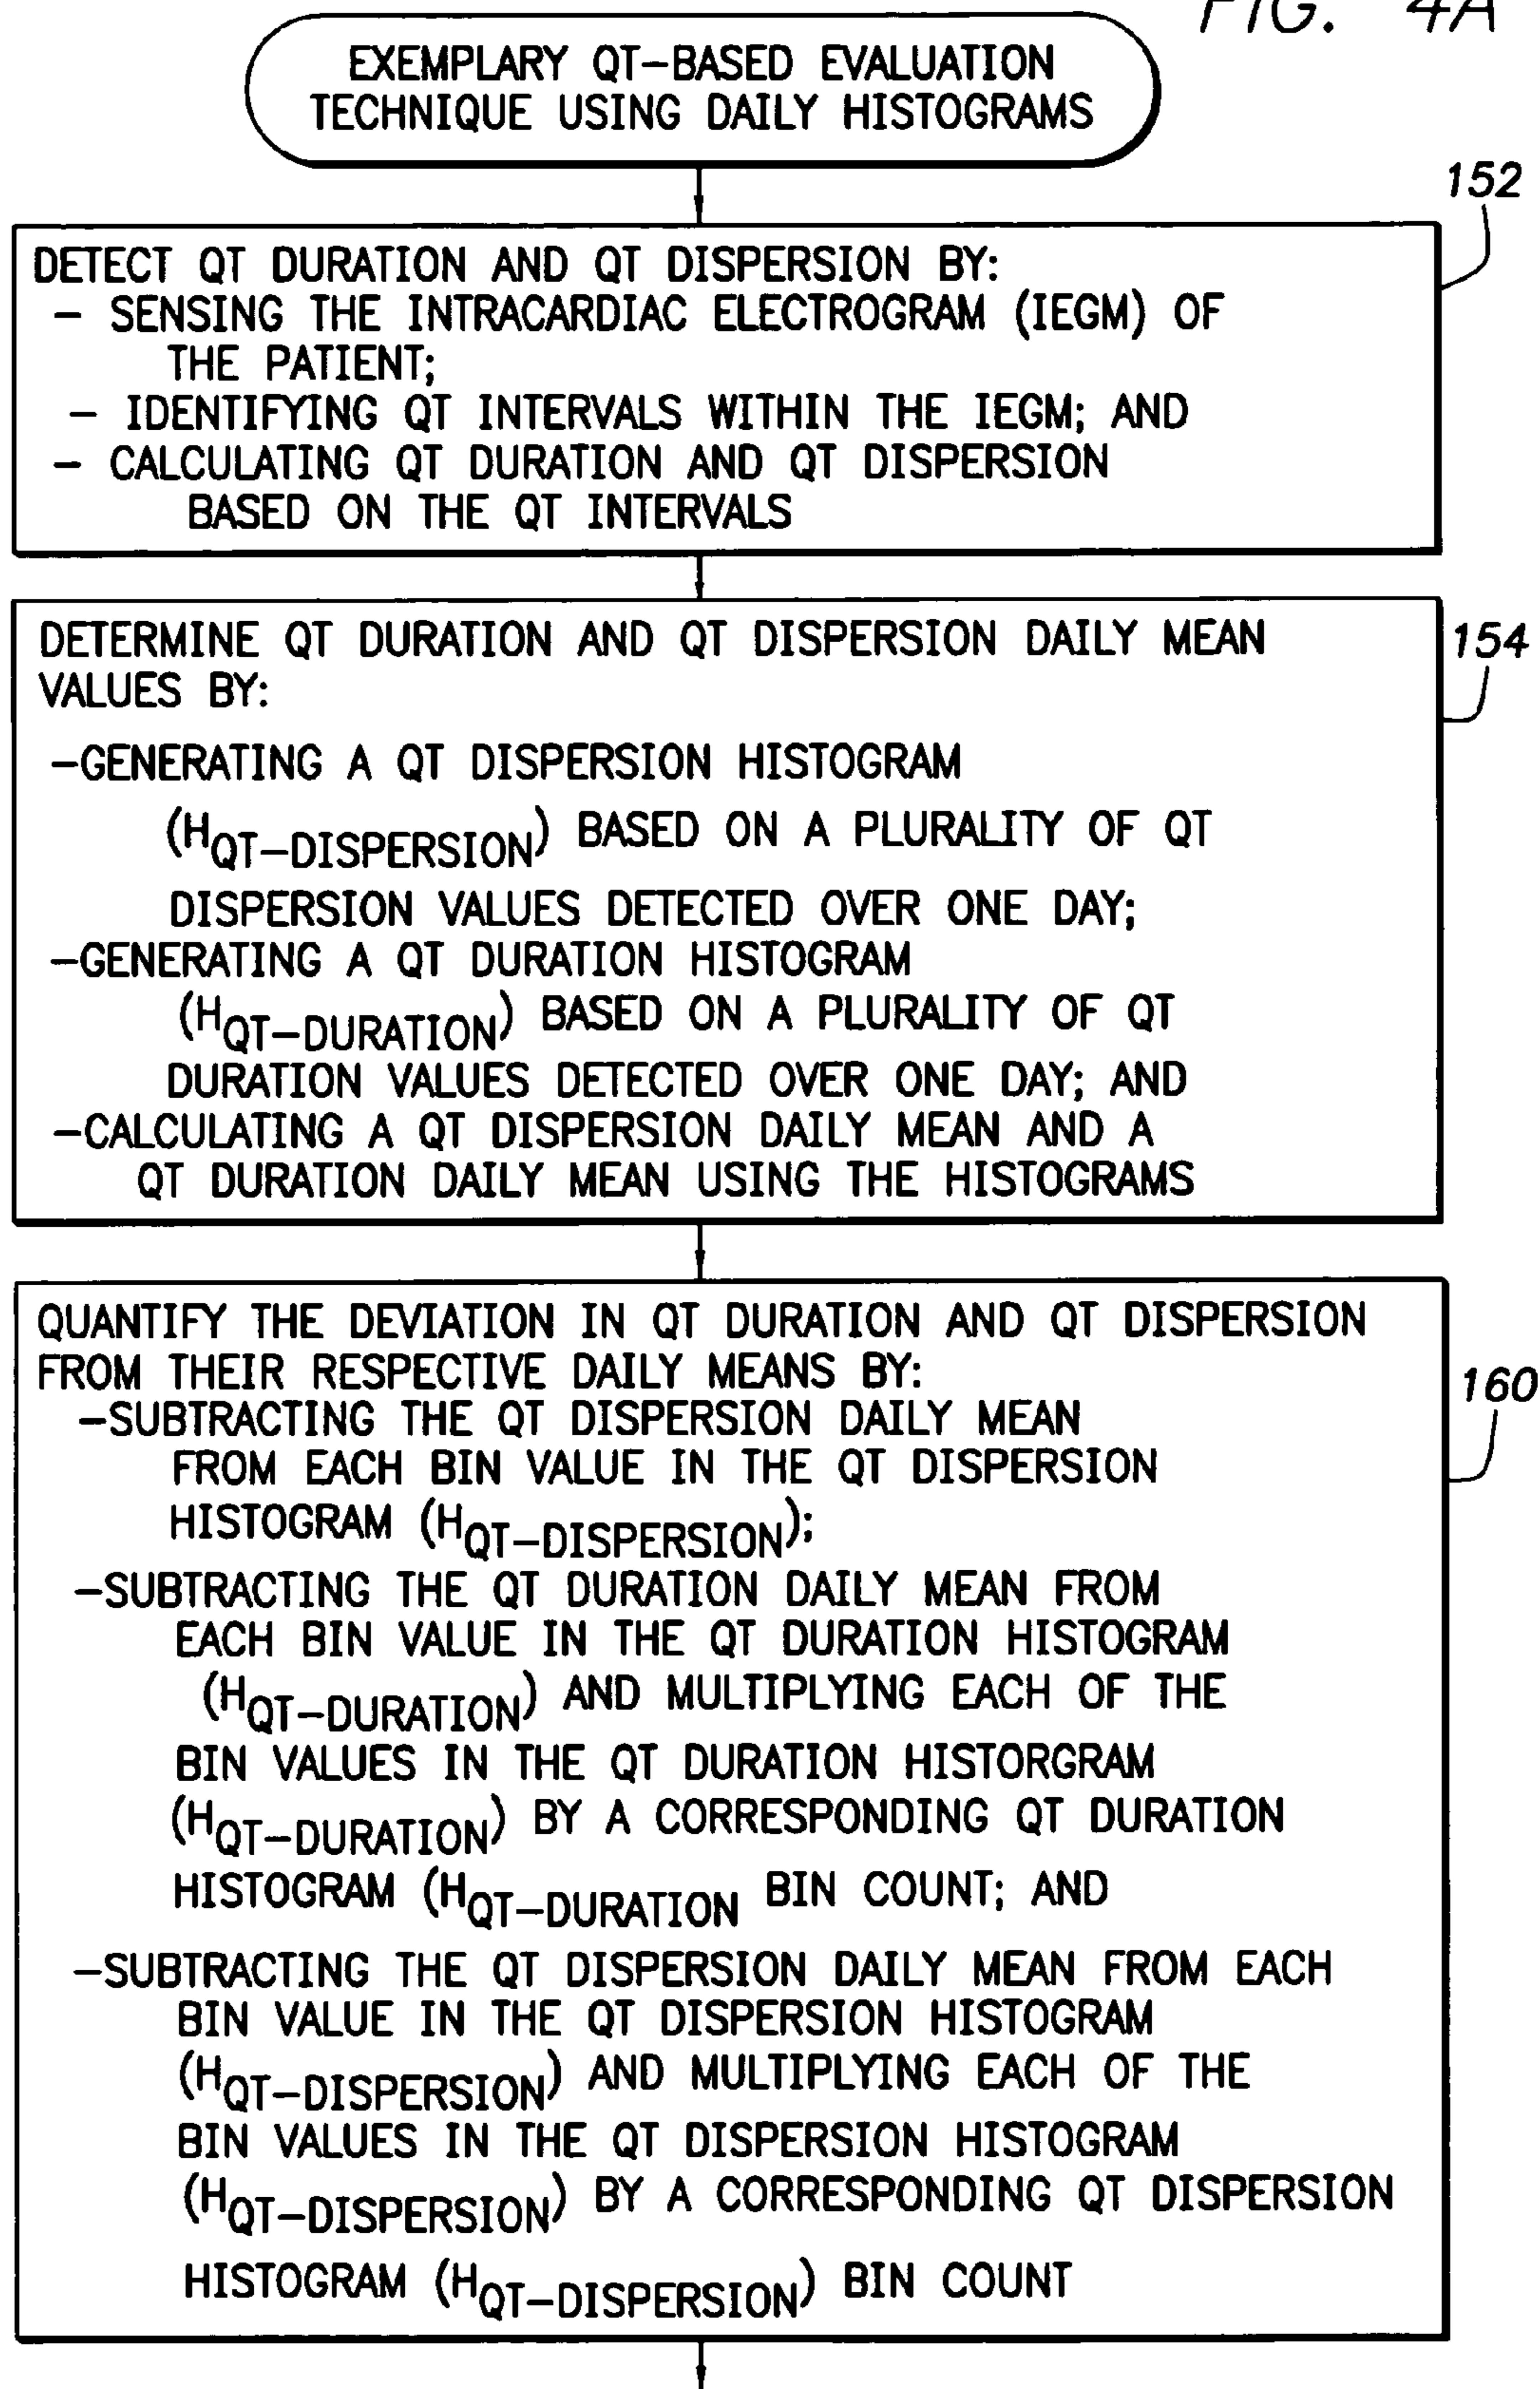 FIG. 4A
EXEMPLARY QT-BASED EVALUATION
TECHNIQUE USING DAILY HISTOGRAMS
152
DETECT QT DURATION AND QT DISPERSION BY:
- SENSING THE INTRACARDIAC ELECTROGRAM (IEGM) OF
THE PATIENT;
- IDENTIFYING QT INTERVALS WITHIN THE IEGM; AND
- CALCULATING QT DURATION AND QT DISPERSION
BASED ON THE QT INTERVALS
154
DETERMINE QT DURATION AND QT DISPERSION DAILY MEAN
VALUES BY:
-GENERATING A QT DISPERSION HISTOGRAM
(HQT-DISPERSION) BASED ON A PLURALITY OF QT
DISPERSION VALUES DETECTED OVER ONE DAY;
-GENERATING A QT DURATION HISTOGRAM
(HQT-DURATION) BASED ON A PLURALITY OF QT
DURATION VALUES DETECTED OVER ONE DAY; AND
-CALCULATING A QT DISPERSION DAILY MEAN AND A
QT DURATION DAILY MEAN USING THE HISTOGRAMS
160
QUANTIFY THE DEVIATION IN QT DURATION AND QT DISPERSION
FROM THEIR RESPECTIVE DAILY MEANS BY:
-SUBTRACTING THE QT DISPERSION DAILY MEAN
FROM EACH BIN VALUE IN THE QT DISPERSION
HISTOGRAM (HQT-DISPERSION);
-SUBTRACTING THE QT DURATION DAILY MEAN FROM
EACH BIN VALUE IN THE QT DURATION HISTOGRAM
(HQT-DURATION) AND MULTIPLYING EACH OF THE
BIN VALUES IN THE QT DURATION HISTORGRAM
(HQT-DURATION) BY A CORRESPONDING QT DURATION
HISTOGRAM (HQT-DURATION BIN COUNT; AND
-SUBTRACTING THE QT DISPERSION DAILY MEAN FROM EACH
BIN VALUE IN THE QT DISPERSION HISTOGRAM
(HQT-DISPERSION) AND MULTIPLYING EACH OF THE
BIN VALUES IN THE QT DISPERSION HISTOGRAM
(HQT-DISPERSION) BY A CORRESPONDING QT DISPERSION
HISTOGRAM (HQT-DISPERSION) BIN COUNT